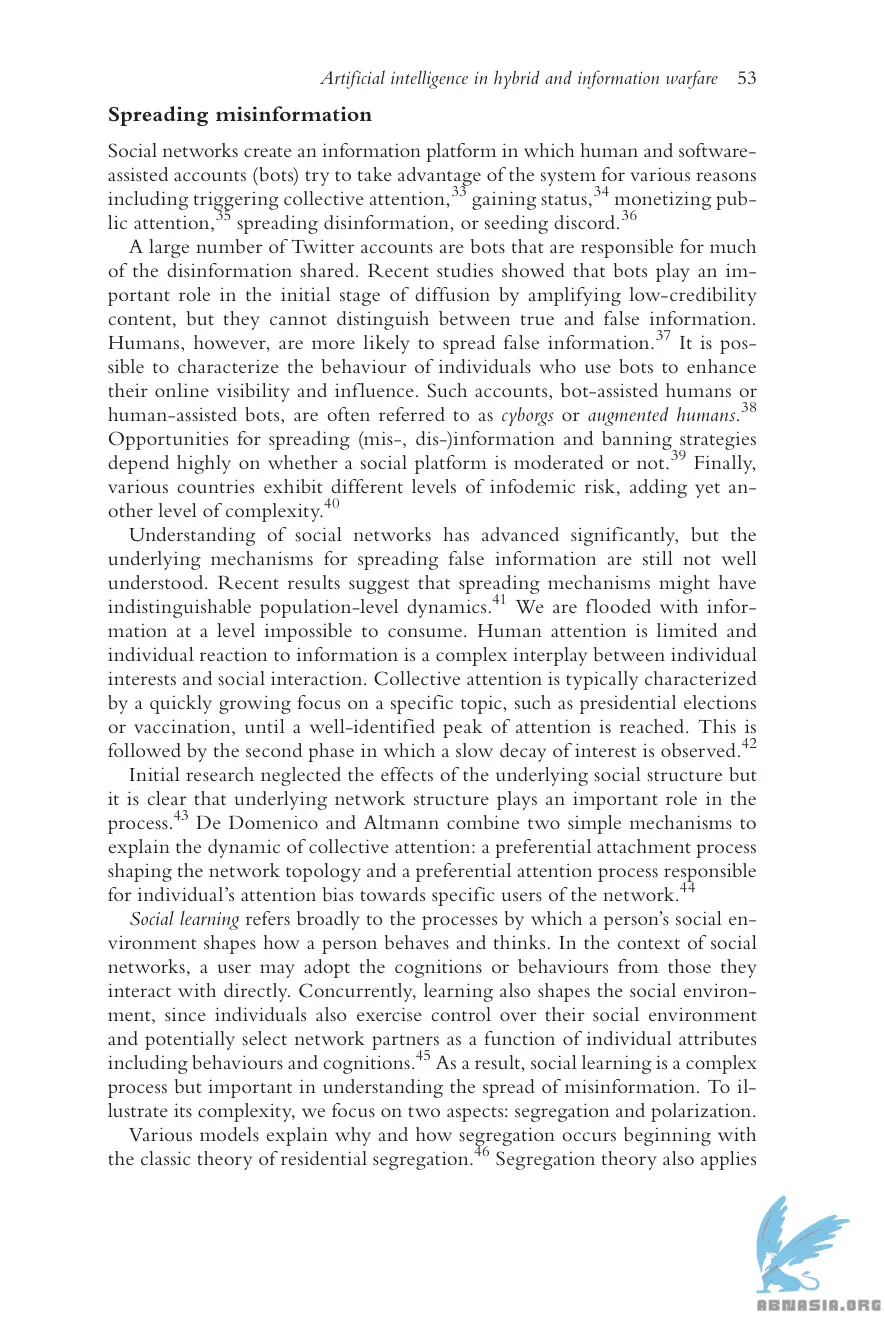 Artificial intelligence in hybrid and information warfare 53
Spreading misinformation
Social networks create an information platform in which human and software-
assisted accounts (bots) try to take advantage of the system for various reasons
including triggering collective attention,33 gaining status,34 monetizing pub-
lic attention,35 spreading disinformation, or seeding discord.36
A large number of Twitter accounts are bots that are responsible for much
of the disinformation shared. Recent studies showed that bots play an im-
portant role in the initial stage of diffusion by amplifying low-credibility
content, but they cannot distinguish between true and false information.
Humans, however, are more likely to spread false information.37 It is pos-
sible to characterize the behaviour of individuals who use bots to enhance
their online visibility and influence. Such accounts, bot-assisted humans or
human-assisted bots, are often referred to as cyborgs or augmented humans.38
Opportunities for spreading (mis-, dis-)information and banning strategies
depend highly on whether a social platform is moderated or not.39 Finally,
various countries exhibit different levels of infodemic risk, adding yet an-
other level of complexity.40
Understanding of social networks has advanced significantly, but the
underlying mechanisms for spreading false information are still not well
understood. Recent results suggest that spreading mechanisms might have
indistinguishable population-level dynamics.41 We are flooded with infor-
mation at a level impossible to consume. Human attention is limited and
individual reaction to information is a complex interplay between individual
interests and social interaction. Collective attention is typically characterized
by a quickly growing focus on a specific topic, such as presidential elections
or vaccination, until a well-identified peak of attention is reached. This is
followed by the second phase in which a slow decay of interest is observed.42
Initial research neglected the effects of the underlying social structure but
it is clear that underlying network structure plays an important role in the
process.43 De Domenico and Altmann combine two simple mechanisms to
explain the dynamic of collective attention: a preferential attachment process
shaping the network topology and a preferential attention process responsible
for individual's attention bias towards specific users of the network.44
Social learning refers broadly to the processes by which a person's social en-
vironment shapes how a person behaves and thinks. In the context of social
networks, a user may adopt the cognitions or behaviours from those they
interact with directly. Concurrently, learning also shapes the social environ-
ment, since individuals also exercise control over their social environment
and potentially select network partners as a function of individual attributes
including behaviours and cognitions.45 As a result, social learning is a complex
process but important in understanding the spread of misinformation. To il-
lustrate its complexity, we focus on two aspects: segregation and polarization.
Various models explain why and how segregation occurs beginning with
the classic theory of residential segregation.46 Segregation theory also applies
ABNASIA.ORG